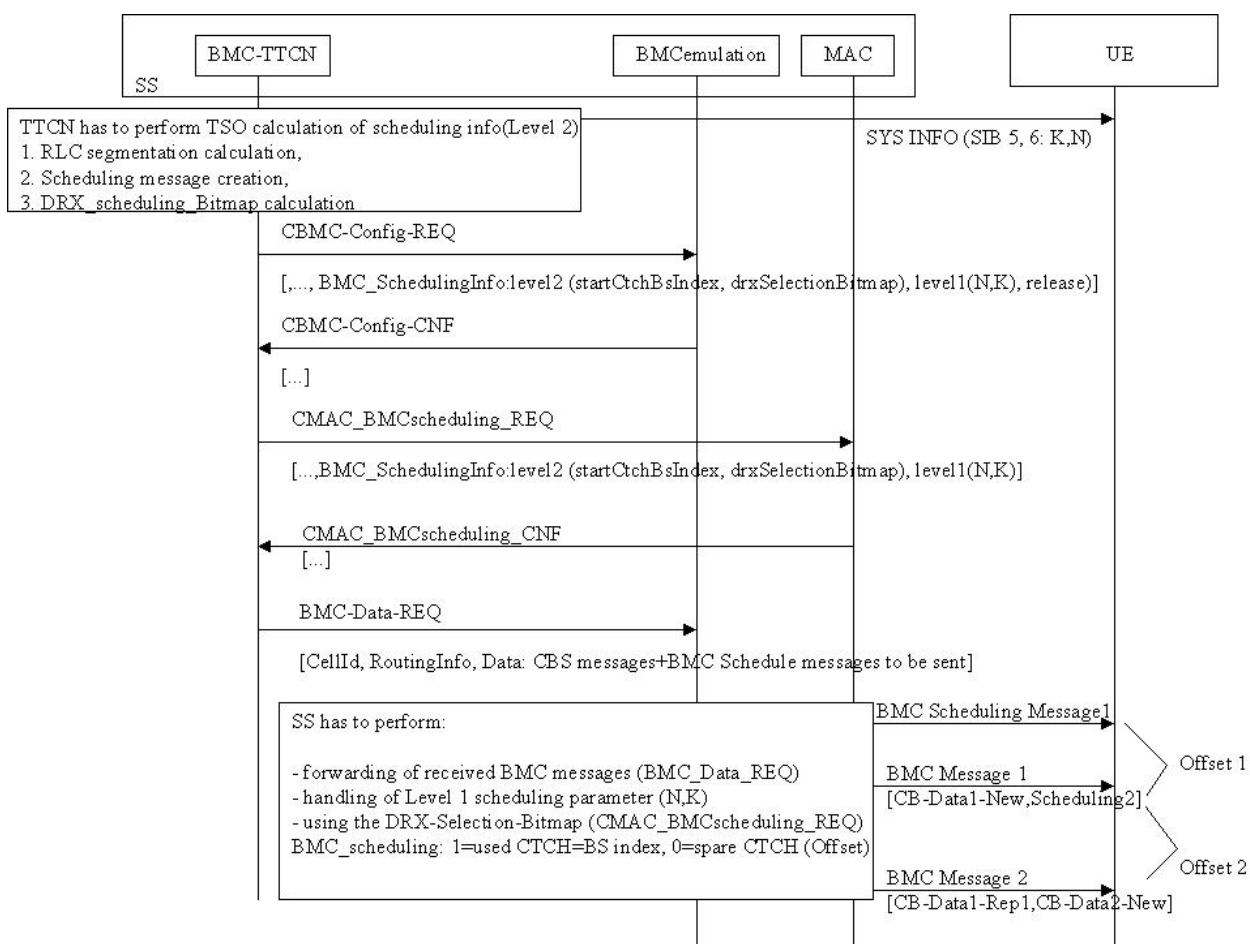 BMC-TTCN
BMCemulation
MAC
UE
SS
TTCN has to perform TSO calculation of scheduling info(Level 2)
1. RLC segmentation calculation,
2. Scheduling message creation,
3. DRX_scheduling_Bitmap calculation
SYS INFO (SIB 5, 6: K,N)
CBMC-Config-REQ
[,..., BMC_SchedulingInfo:level2 (startCtchBsIndex, drxSelectionBitmap), level1(N,K), release)]
CBMC-Config-CNF
[...]
CMAC_BMCscheduling_REQ
[...,BMC_SchedulingInfo:level2 (startCtchBsIndex, drxSelectionBitmap), level1(N,K)]
CMAC_BMCscheduling_CNF
[...]
BMC-Data-REQ
[CellId, RoutingInfo, Data: CBS messages+BMC Schedule messages to be sent]
SS has to perform:
- forwarding of received BMC messages (BMC_Data_REQ)
- handling of Level 1 scheduling parameter (N,K)
- using the DRX-Selection-Bitmap (CMAC_BMCscheduling_REQ)
BMC_scheduling: 1=used CTCH=BS index, 0=spare CTCH (Offset)
BMC Scheduling Message1
Offset 1
BMC Message 1
[CB-Data1-New,Scheduling2]
Offset 2
BMC Message 2
[CB-Data1-Rep1,CB-Data2-New]